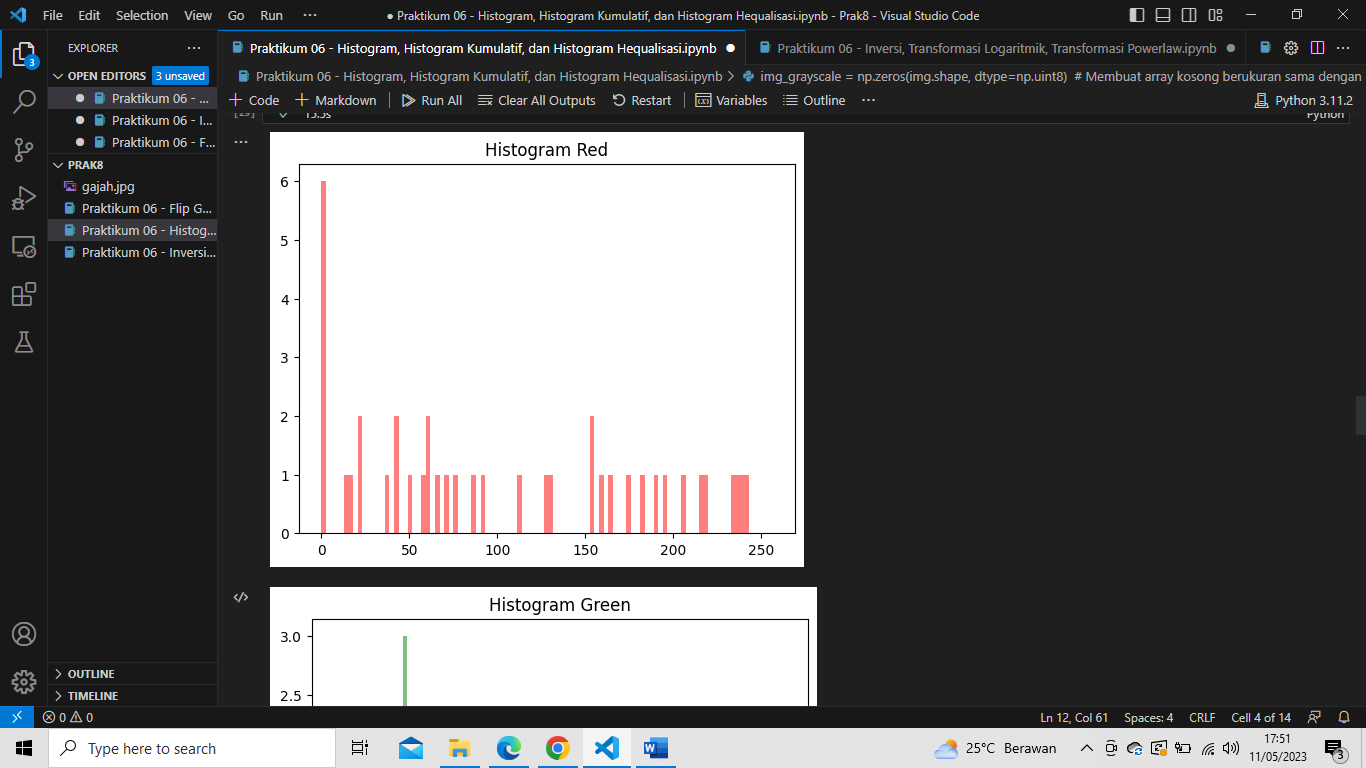 File Edit Selection View Go Run ··· ● Praktikum 06 - Histogram, Histogram Kumulatif, dan Histogram Hequalisasi.ipynb - Prak8 - Visual Studio Code
EXPLORER ···
Praktikum 06 - Histogram, Histogram Kumulatif, dan Histogram Hequalisasi.ipynb ●
Praktikum 06 - Inversi, Transformasi Logaritmik, Transformasi Powerlaw.ipynb ● ···
OPEN EDITORS 3 unsaved
● Praktikum 06 - ...
● Praktikum 06 - I...
● Praktikum 06 - F...
PRAK8
gajah.jpg
Praktikum 06 - Flip G...
Praktikum 06 - Histog...
Praktikum 06 - Inversi...
OUTLINE
TIMELINE
3
Praktikum 06 - Histogram, Histogram Kumulatif, dan Histogram Hequalisasi.ipynb > img_grayscale = np.zeros(img.shape, dtype=np.uint8) # Membuat array kosong berukuran sama dengan
+ Code + Markdown Run All Clear All Outputs Restart Variables Outline ··· Python 3.11.2
[29] 15.5s Python
···
Histogram Red
6
5
4
3
2
1
0
0 50 100 150 200 250
Histogram Green
3.0
2.5
0 0 Ln 12, Col 61 Spaces: 4 CRLF Cell 4 of 14
Type here to search
25°C Berawan
17:51
11/05/2023
3